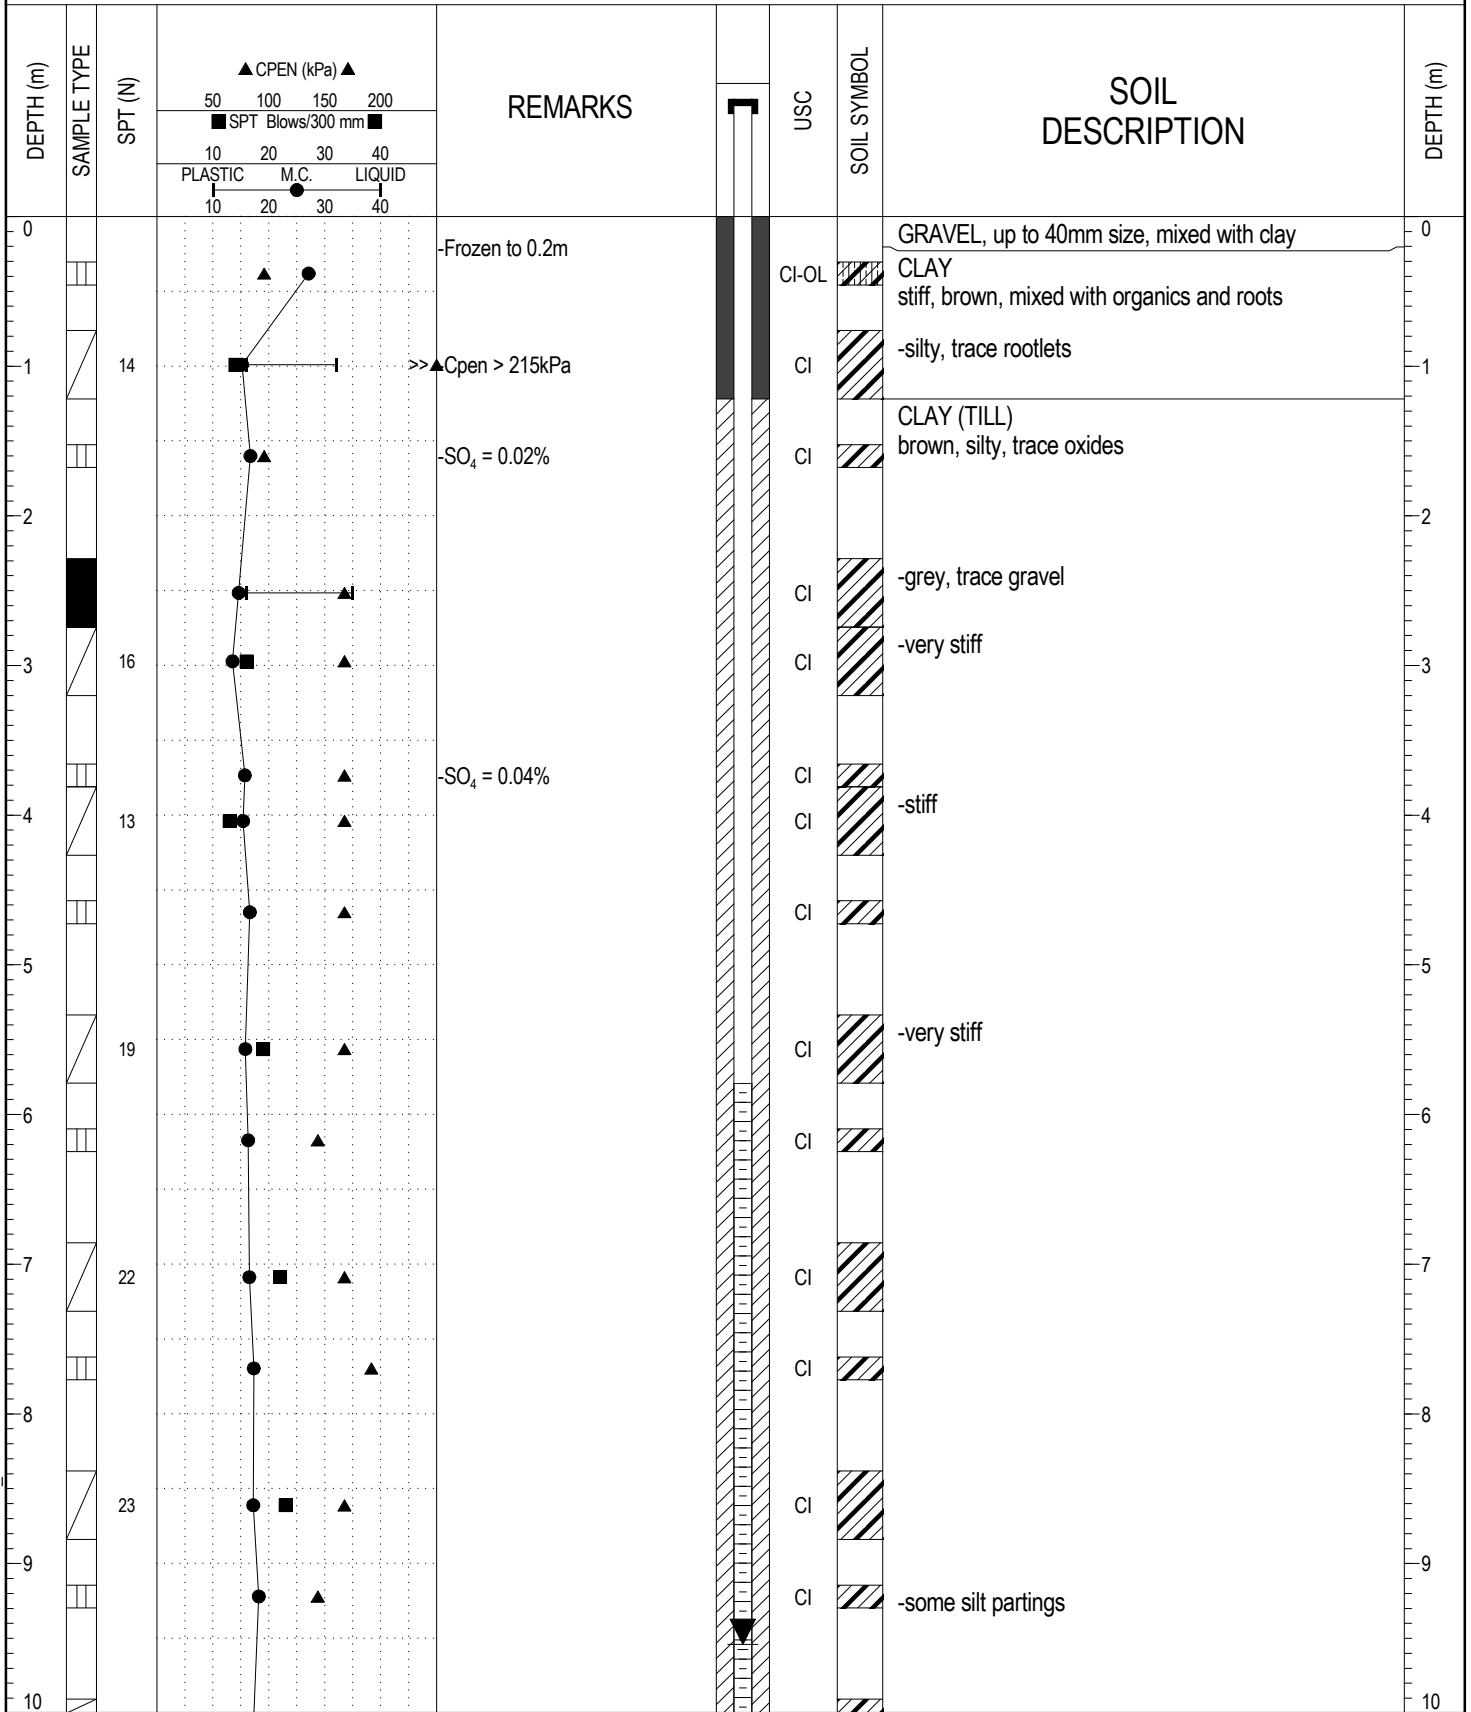 DEPTH (m)
SAMPLE TYPE
SPT (N)
▲ CPEN (kPa) ▲
50 100 150 200
■ SPT Blows/300 mm ■
10 20 30 40
PLASTIC M.C. LIQUID
10 20 30 40
REMARKS
USC
SOIL SYMBOL
SOIL
DESCRIPTION
DEPTH (m)
0 0
GRAVEL, up to 40mm size, mixed with clay
-Frozen to 0.2m
CI-OL CLAY
stiff, brown, mixed with organics and roots
-silty, trace rootlets
1 14 >> Cpen > 215kPa CI 1
CLAY (TILL)
brown, silty, trace oxides
-SO₄ = 0.02% CI
2 2
-grey, trace gravel
CI
-very stiff
3 16 CI 3
-SO₄ = 0.04% CI
-stiff
4 13 CI 4
CI
5 5
-very stiff
19 CI
6 6
CI
7 22 CI 7
CI
8 8
23 CI
9 9
CI -some silt partings
10 10